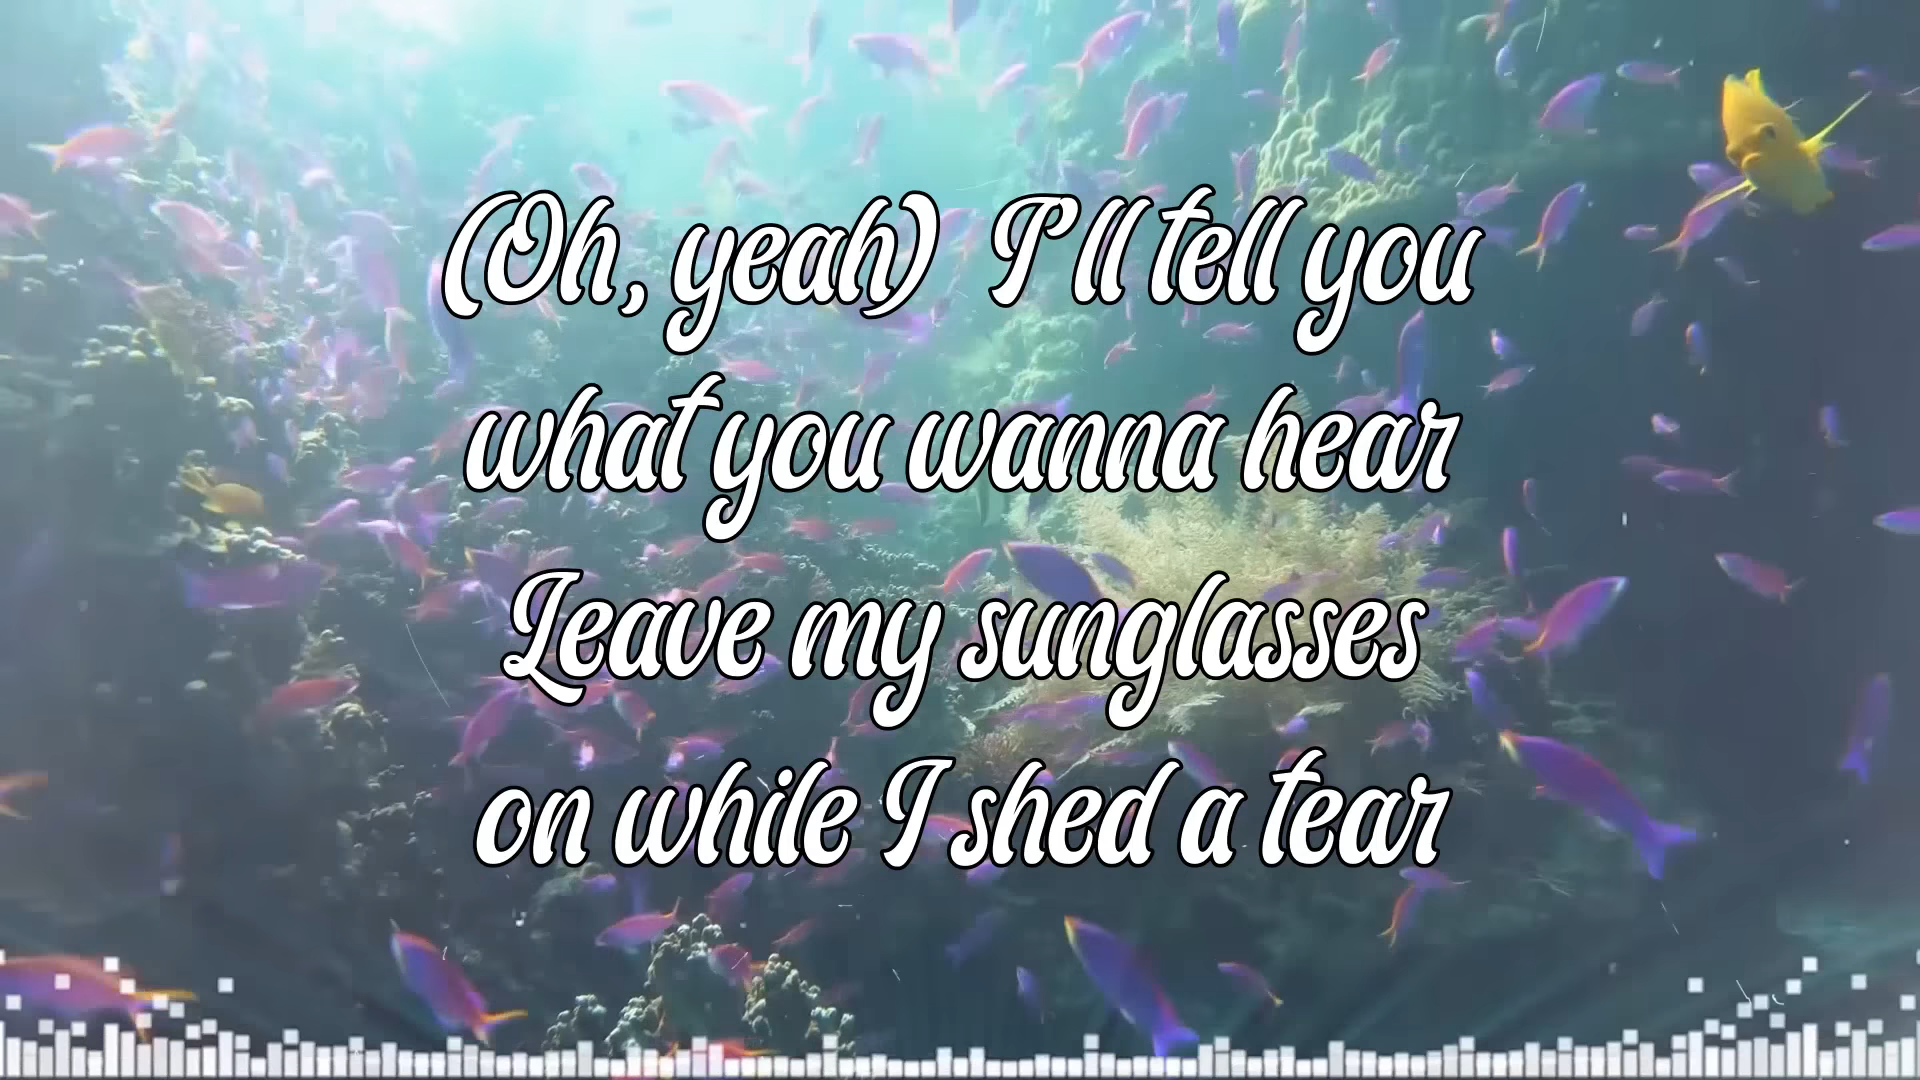 (Oh, yeah) I'll tell you
what you wanna hear
Leave my sunglasses
on while I shed a tear